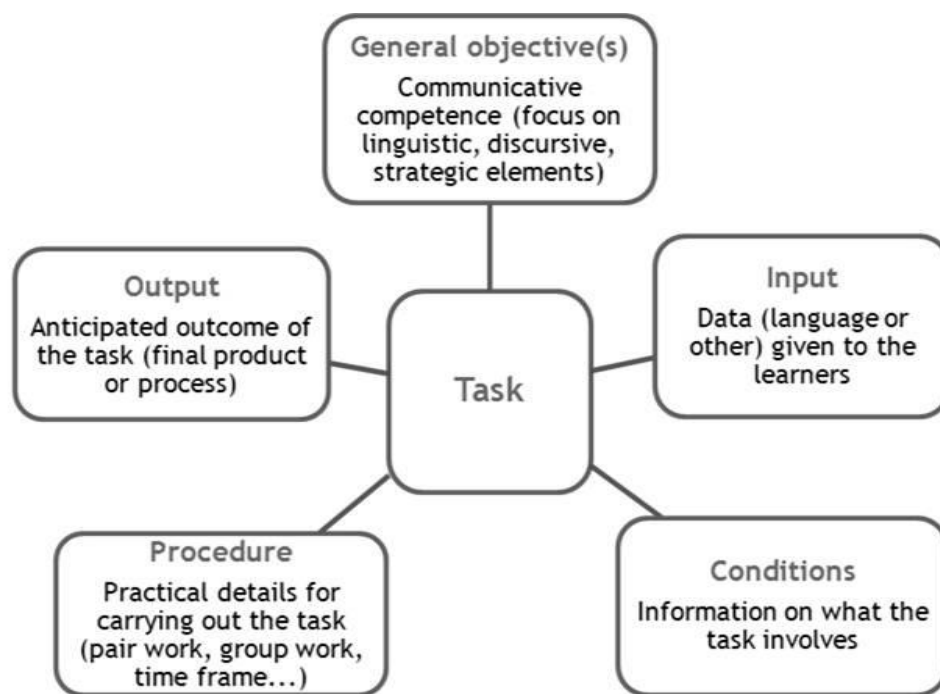 General objective(s)
Communicative
competence (focus on
linguistic, discursive,
strategic elements)
Output
Anticipated outcome of
the task (final product
or process)
Input
Data (language or
other) given to the
learners
Task
Procedure
Practical details for
carrying out the task
(pair work, group work,
time frame...)
Conditions
Information on what the
task involves